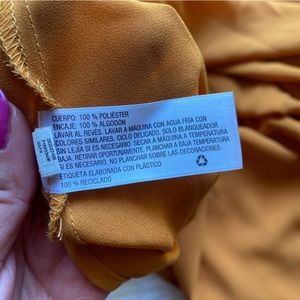 CUERPO: 100 % POLIÉSTER
ENCAJE: 100 % ALGODÓN
LAVAR AL REVÉS. LAVAR A MÁQUINA CON AGUA FRÍA CON
COLORES SIMILARES. CICLO DELICADO. SOLO BLANQUEADOR
SIN LEJÍA SI ES NECESARIO. SECAR A MÁQUINA A TEMPERATURA
BAJA. RETIRAR OPORTUNAMENTE. PLANCHAR A BAJA TEMPERATURA
SI ES NECESARIO. NO PLANCHAR SOBRE LAS DECORACIONES.
ETIQUETA ELABORADA CON PLÁSTICO
100 % RECICLADO